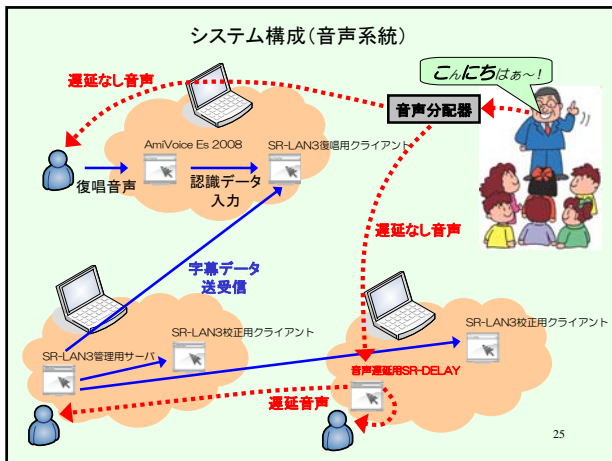 システム構成（音声系統）
遅延なし音声
こんにちはぁ～！
音声分配器
AmiVoice Es 2008
SR-LAN3復唱用クライアント
復唱音声
認識データ
入力
遅延なし音声
字幕データ
送受信
SR-LAN3校正用クライアント
SR-LAN3校正用クライアント
SR-LAN3管理用サーバ
音声遅延用SR-DELAY
遅延音声
25